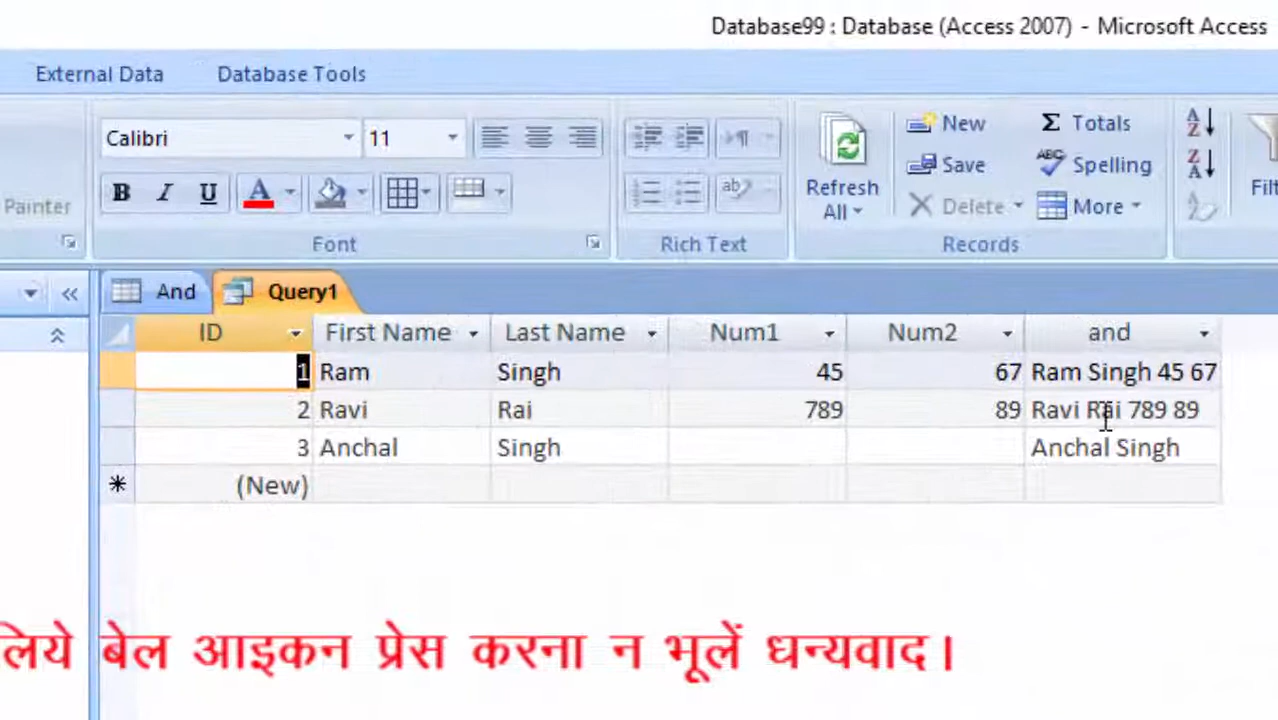 Database99 : Database (Access 2007) - Microsoft Access
External Data Database Tools
Calibri 11 New Σ Totals
B I U A Refresh All Save Spelling Filt
Painter Delete More
Font Rich Text Records
And Query1
ID First Name Last Name Num1 Num2 and
1 Ram Singh 45 67 Ram Singh 45 67
2 Ravi Rai 789 89 Ravi Rai 789 89
3 Anchal Singh Anchal Singh
* (New)
लिये बेल आइकन प्रेस करना न भूलें धन्यवाद।